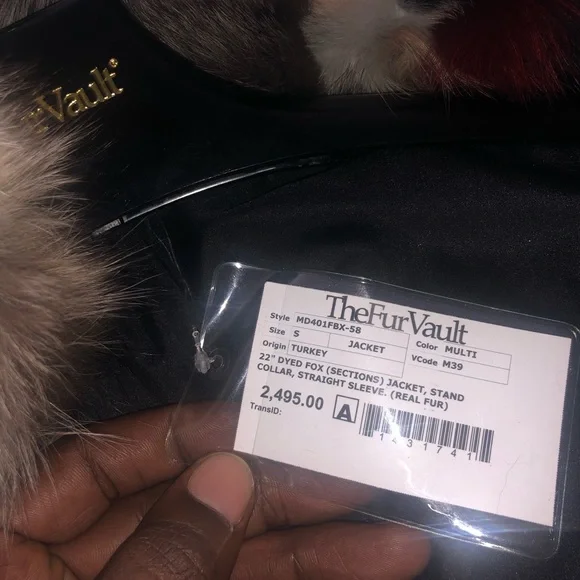 rVault
TheFurVault
Style MD401FBX-58 Color MULTI
Size S JACKET VCode M39
Origin TURKEY
22" DYED FOX (SECTIONS) JACKET, STAND
COLLAR, STRAIGHT SLEEVE. (REAL FUR)
2,495.00 A
TransID:
1431741